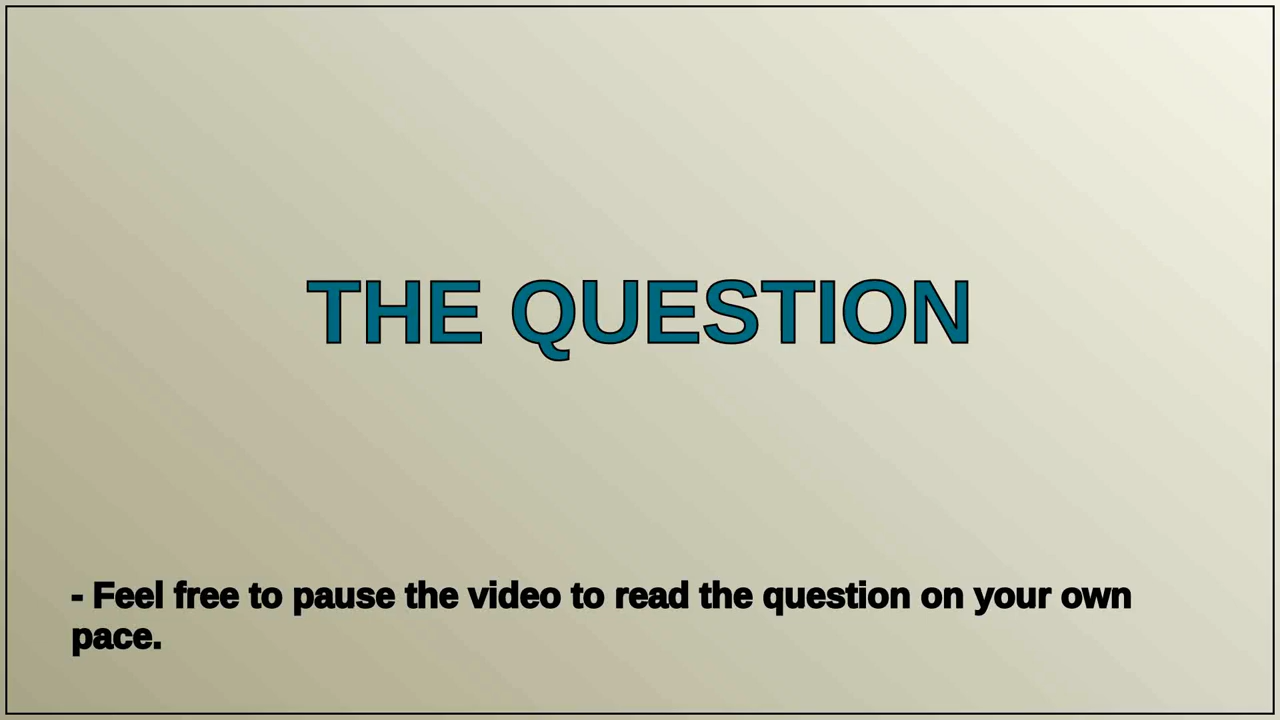 THE QUESTION
- Feel free to pause the video to read the question on your own
pace.